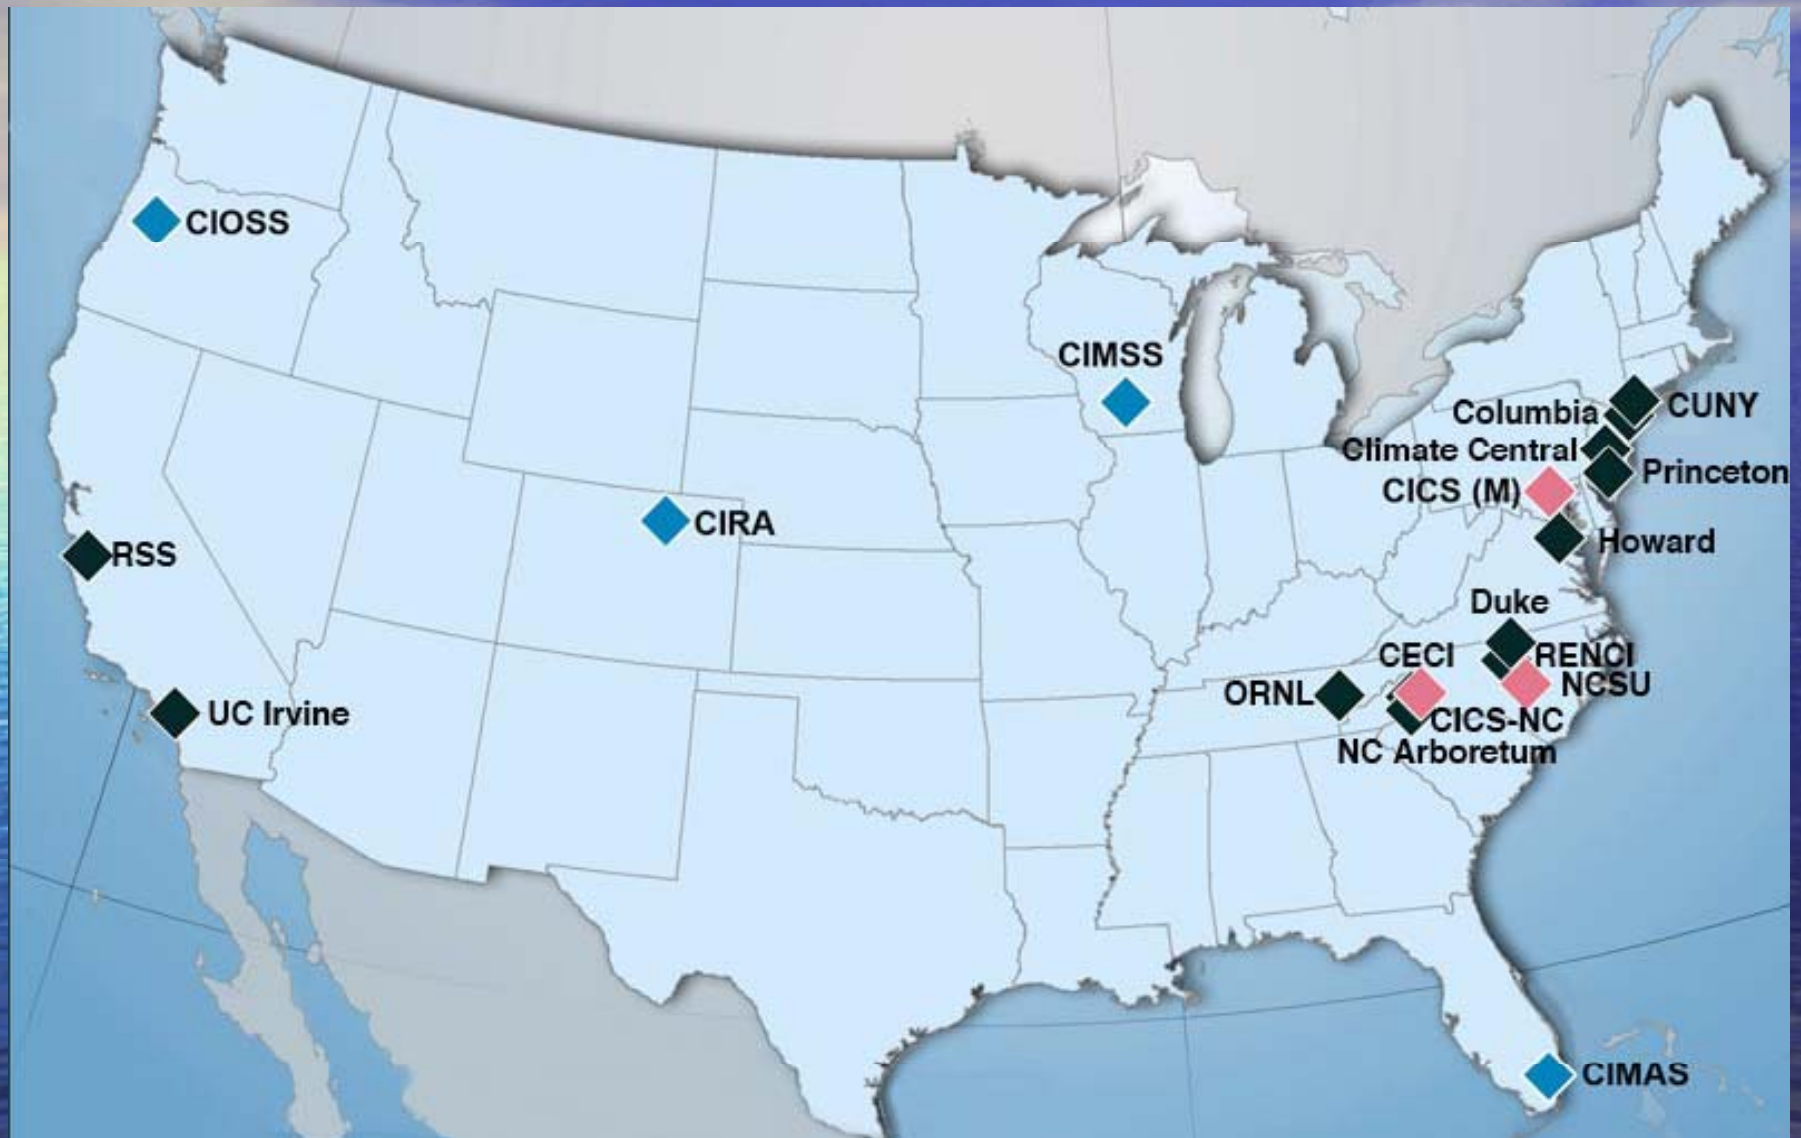 CIOSS
CIMSS
Columbia
CUNY
Climate Central
Princeton
CICS (M)
CIRA
Howard
RSS
Duke
CECI
RENCI
ORNL
NCSU
UC Irvine
CICS-NC
NC Arboretum
CIMAS